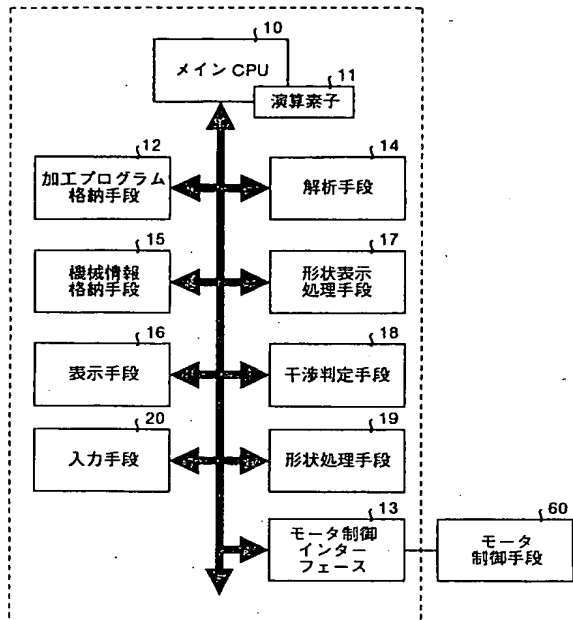 10
メイン CPU
11
演算素子
12
加工プログラム
格納手段
14
解析手段
15
機械情報
格納手段
17
形状表示
処理手段
16
表示手段
18
干渉判定手段
20
入力手段
19
形状処理手段
13
モータ制御
インター
フェース
60
モータ
制御手段